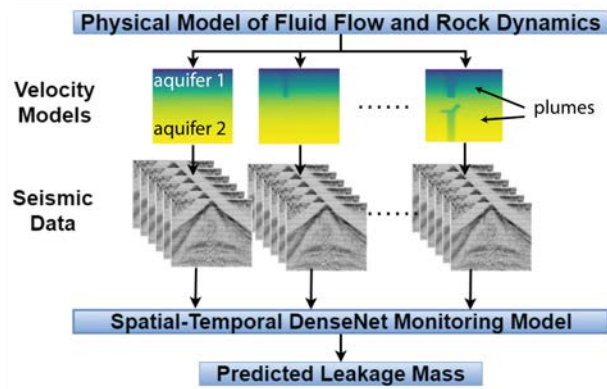 Physical Model of Fluid Flow and Rock Dynamics
Velocity
Models
aquifer 1
aquifer 2
......
plumes
Seismic
Data
......
Spatial-Temporal DenseNet Monitoring Model
Predicted Leakage Mass